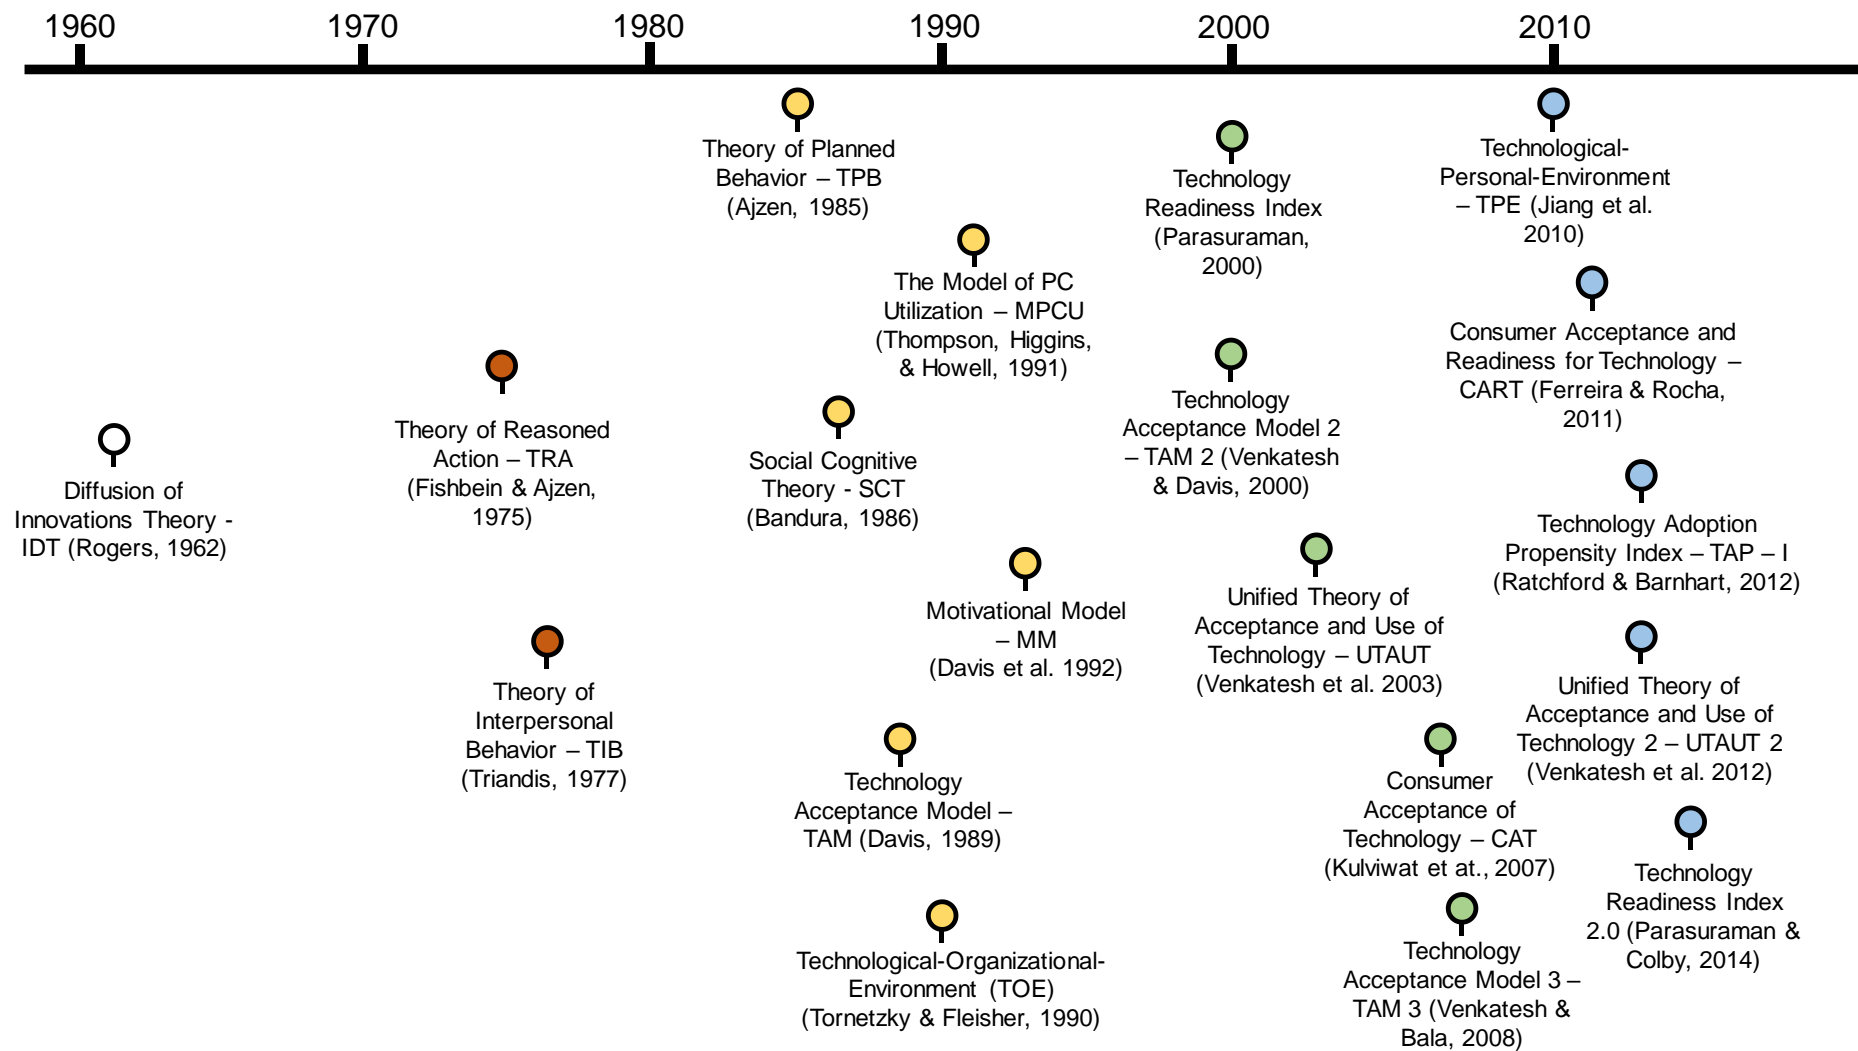 1960
1970
1980
1990
2000
2010
Diffusion of
Innovations Theory -
IDT (Rogers, 1962)
Theory of Reasoned
Action – TRA
(Fishbein & Ajzen,
1975)
Theory of
Interpersonal
Behavior – TIB
(Triandis, 1977)
Theory of Planned
Behavior – TPB
(Ajzen, 1985)
The Model of PC
Utilization – MPCU
(Thompson, Higgins,
& Howell, 1991)
Social Cognitive
Theory - SCT
(Bandura, 1986)
Motivational Model
– MM
(Davis et al. 1992)
Technology
Acceptance Model –
TAM (Davis, 1989)
Technological-Organizational-
Environment (TOE)
(Tornetzky & Fleisher, 1990)
Technology
Readiness Index
(Parasuraman,
2000)
Technology
Acceptance Model 2
– TAM 2 (Venkatesh
& Davis, 2000)
Unified Theory of
Acceptance and Use of
Technology – UTAUT
(Venkatesh et al. 2003)
Consumer
Acceptance of
Technology – CAT
(Kulviwat et at., 2007)
Technology
Acceptance Model 3 –
TAM 3 (Venkatesh &
Bala, 2008)
Technological-
Personal-Environment
– TPE (Jiang et al.
2010)
Consumer Acceptance and
Readiness for Technology –
CART (Ferreira & Rocha,
2011)
Technology Adoption
Propensity Index – TAP – I
(Ratchford & Barnhart, 2012)
Unified Theory of
Acceptance and Use of
Technology 2 – UTAUT 2
(Venkatesh et al. 2012)
Technology
Readiness Index
2.0 (Parasuraman &
Colby, 2014)